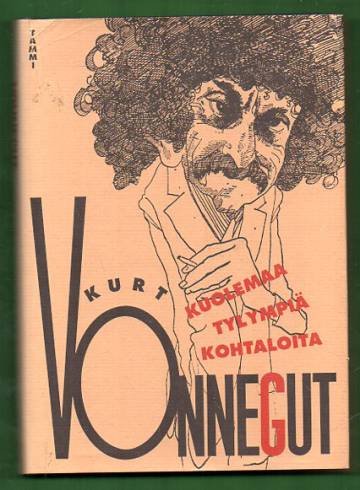 TAMMI
KURT
VONNEGUT
KUOLEMAA
TYLYMPIÄ
KOHTALOITA